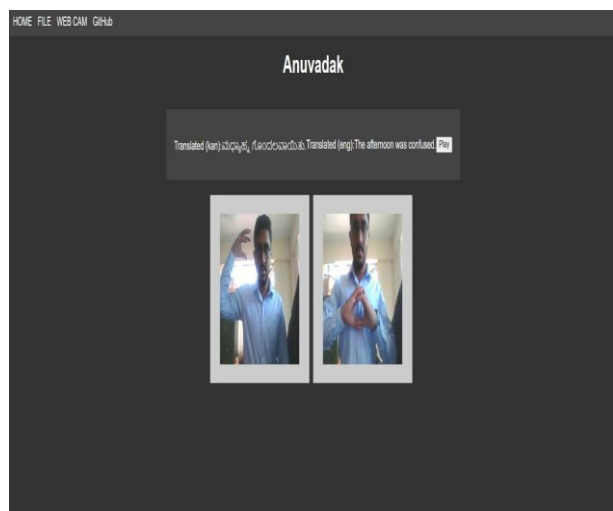 HOME FILE WEB CAM GitHub
Anuvadak
Translated (kan):ಮಧ್ಯಾಹ್ನ ಗೊಂದಲವಾಯಿತು.Translated (eng):The afternoon was confused. Play